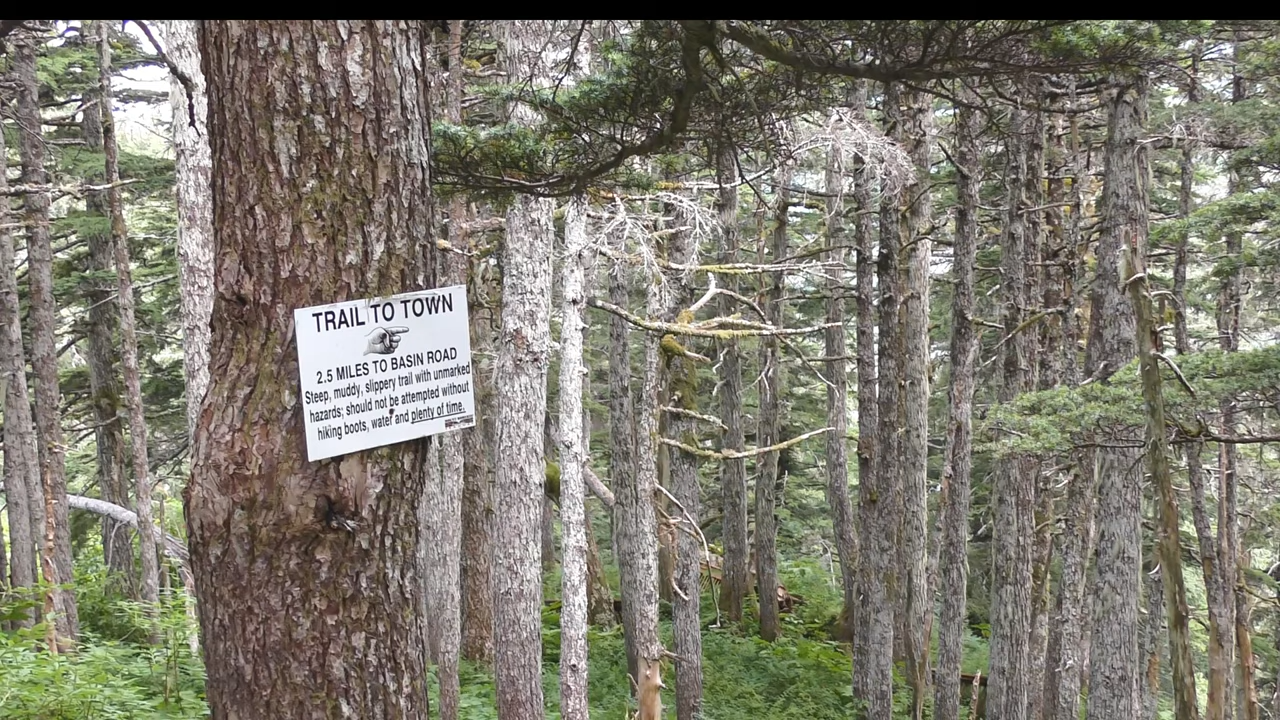 TRAIL TO TOWN
2.5 MILES TO BASIN ROAD
Steep, muddy, slippery trail with unmarked
hazards; should not be attempted without
hiking boots, water and plenty of time.